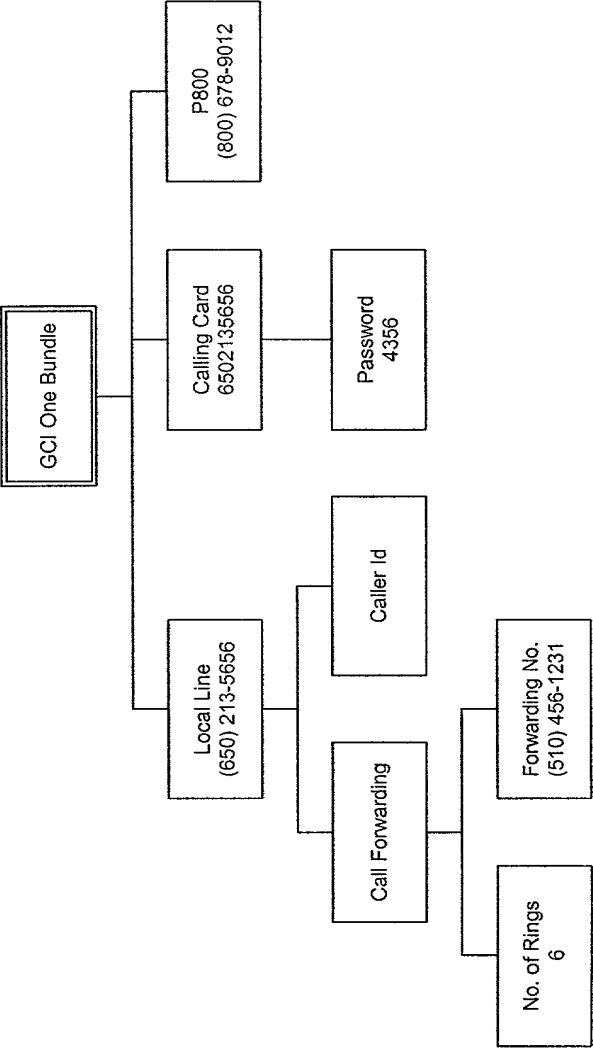 GCI One Bundle
Local Line
(650) 213-5656
Calling Card
6502135656
P800
(800) 678-9012
Call Forwarding
Caller Id
Password
4356
No. of Rings
6
Forwarding No.
(510) 456-1231